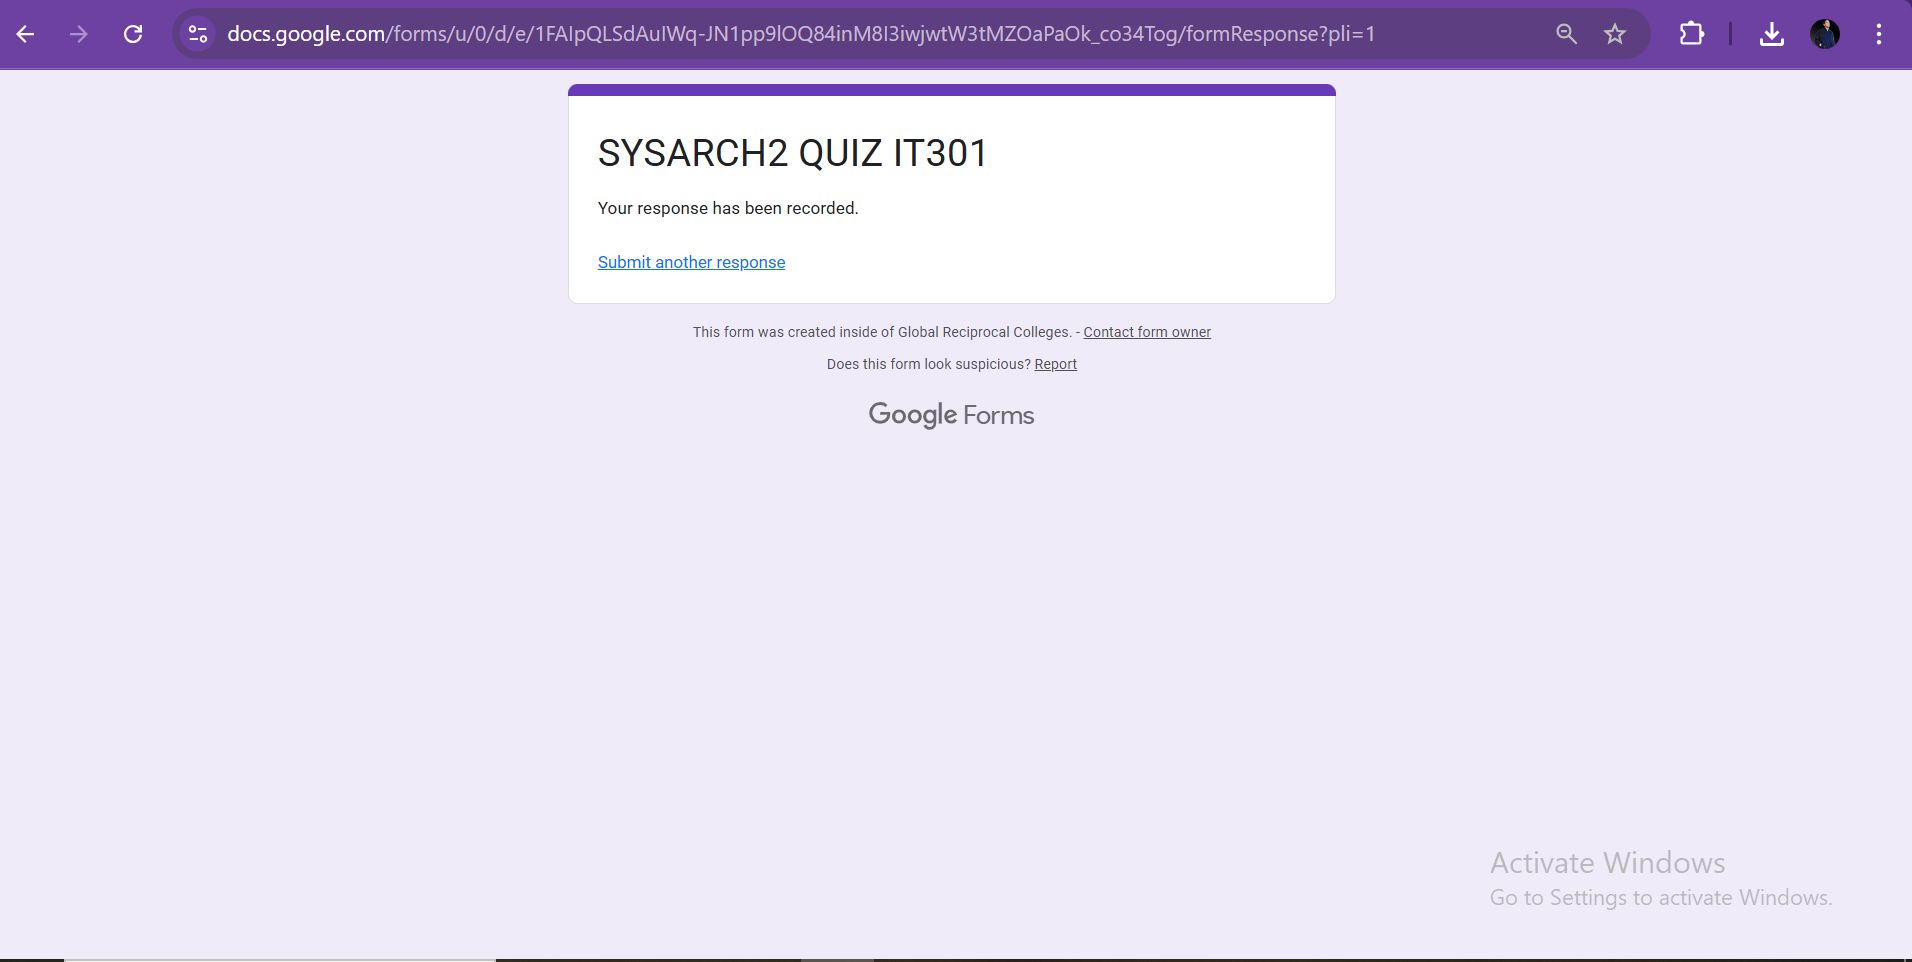 docs.google.com/forms/u/0/d/e/1FAIpQLSdAuIWq-JN1pp9lOQ84inM8I3iwjwtW3tMZOaPaOk_co34Tog/formResponse?pli=1
SYSARCH2 QUIZ IT301
Your response has been recorded.
Submit another response
This form was created inside of Global Reciprocal Colleges. - Contact form owner
Does this form look suspicious? Report
Google Forms
Activate Windows
Go to Settings to activate Windows.